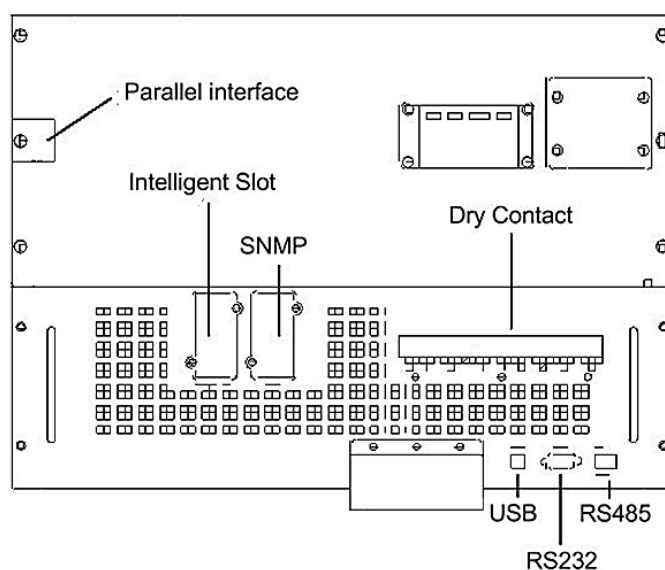 Parallel interface
Intelligent Slot
SNMP
Dry Contact
USB
RS485
RS232